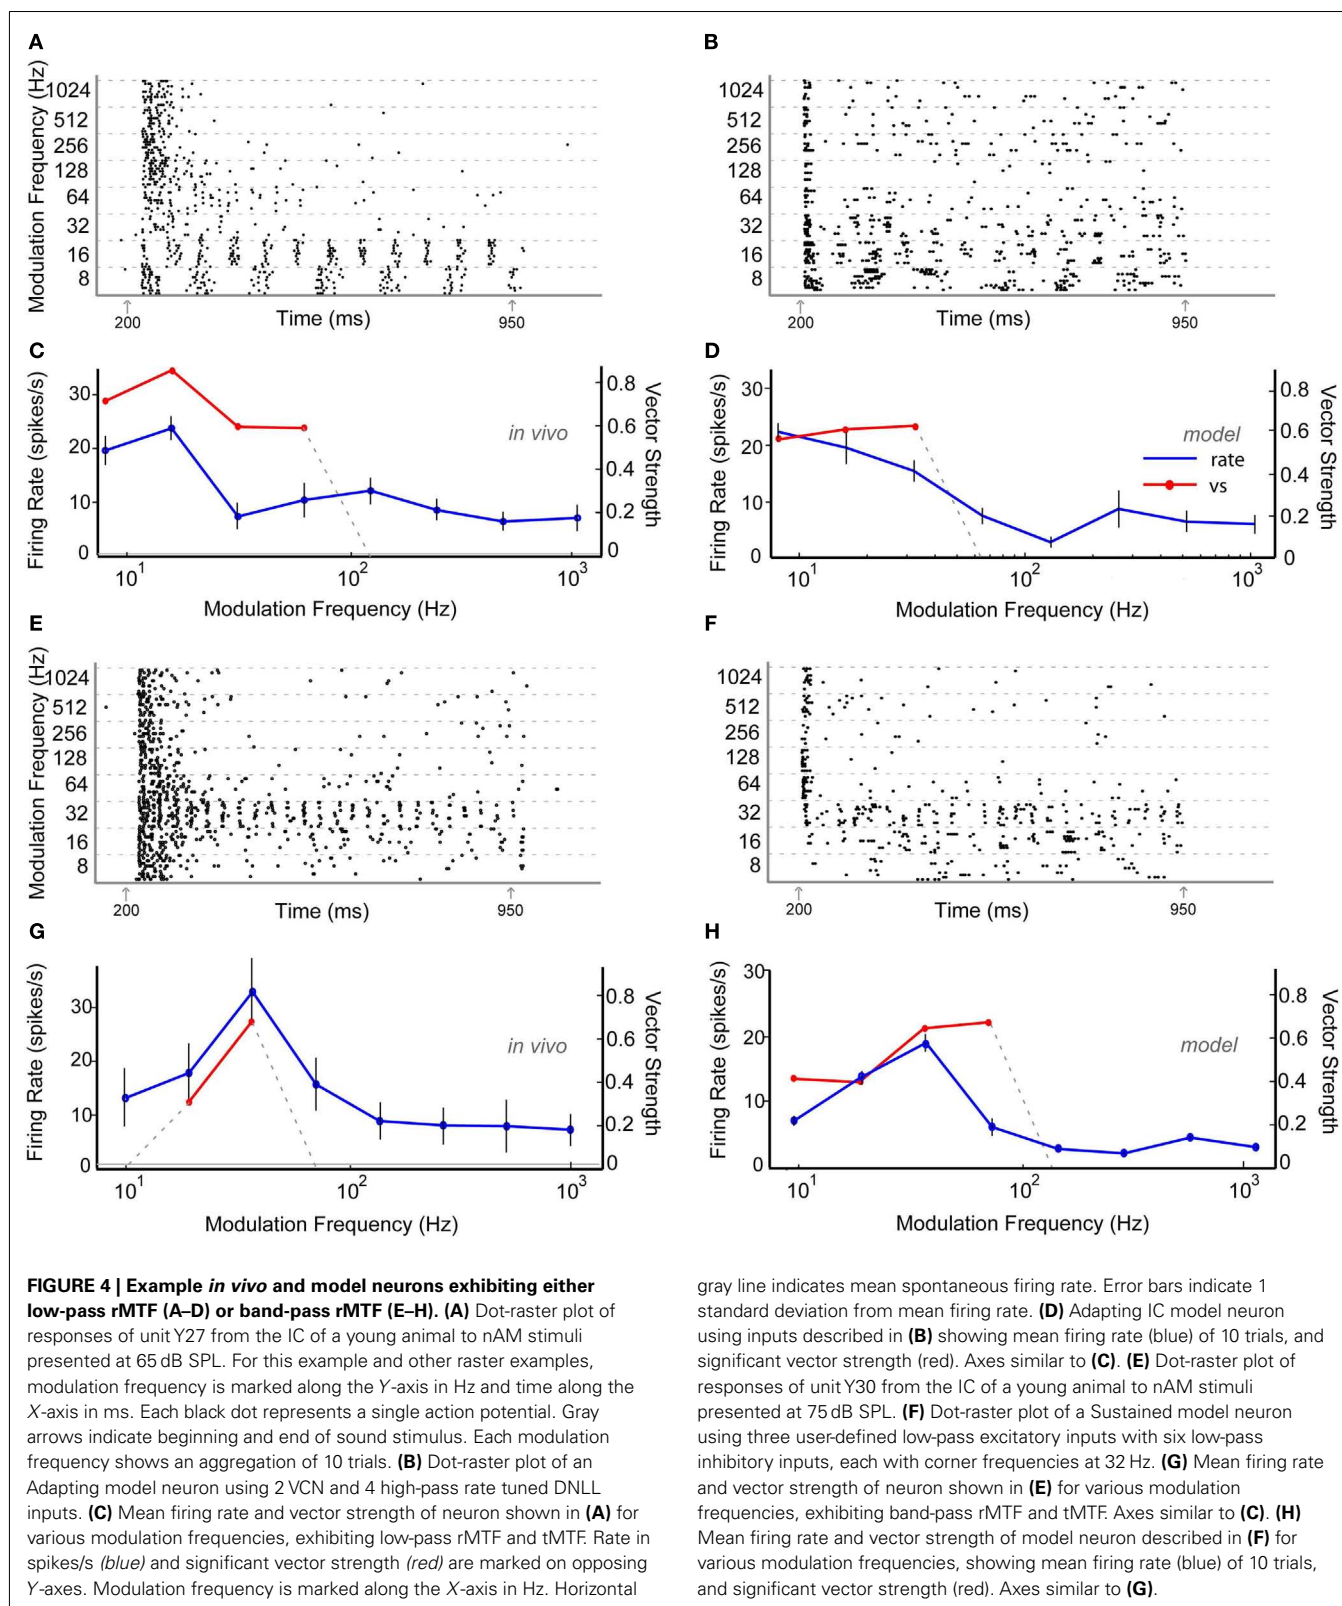 A
Modulation Frequency (Hz)
1024
512
256
128
64
32
16
8
200
Time (ms)
950
B
1024
512
256
128
64
32
16
8
200
Time (ms)
950
C
Firing Rate (spikes/s)
30
20
10
0
in vivo
0.8
0.6
0.4
0.2
0
Vector Strength
10¹
10²
10³
Modulation Frequency (Hz)
D
Firing Rate (spikes/s)
30
20
10
0
model
rate
vs
0.8
0.6
0.4
0.2
0
Vector Strength
10¹
10²
10³
Modulation Frequency (Hz)
E
Modulation Frequency (Hz)
1024
512
256
128
64
32
16
8
200
Time (ms)
950
F
1024
512
256
128
64
32
16
8
200
Time (ms)
950
G
Firing Rate (spikes/s)
30
20
10
0
in vivo
0.8
0.6
0.4
0.2
0
Vector Strength
10¹
10²
10³
Modulation Frequency (Hz)
H
Firing Rate (spikes/s)
30
20
10
0
model
0.8
0.6
0.4
0.2
0
Vector Strength
10¹
10²
10³
Modulation Frequency (Hz)
FIGURE 4 | Example in vivo and model neurons exhibiting either
low-pass rMTF (A–D) or band-pass rMTF (E–H). (A) Dot-raster plot of
responses of unit Y27 from the IC of a young animal to nAM stimuli
presented at 65 dB SPL. For this example and other raster examples,
modulation frequency is marked along the Y-axis in Hz and time along the
X-axis in ms. Each black dot represents a single action potential. Gray
arrows indicate beginning and end of sound stimulus. Each modulation
frequency shows an aggregation of 10 trials. (B) Dot-raster plot of an
Adapting model neuron using 2 VCN and 4 high-pass rate tuned DNLL
inputs. (C) Mean firing rate and vector strength of neuron shown in (A) for
various modulation frequencies, exhibiting low-pass rMTF and tMTF. Rate in
spikes/s (blue) and significant vector strength (red) are marked on opposing
Y-axes. Modulation frequency is marked along the X-axis in Hz. Horizontal
gray line indicates mean spontaneous firing rate. Error bars indicate 1
standard deviation from mean firing rate. (D) Adapting IC model neuron
using inputs described in (B) showing mean firing rate (blue) of 10 trials, and
significant vector strength (red). Axes similar to (C). (E) Dot-raster plot of
responses of unit Y30 from the IC of a young animal to nAM stimuli
presented at 75 dB SPL. (F) Dot-raster plot of a Sustained model neuron
using three user-defined low-pass excitatory inputs with six low-pass
inhibitory inputs, each with corner frequencies at 32 Hz. (G) Mean firing rate
and vector strength of neuron shown in (E) for various modulation
frequencies, exhibiting band-pass rMTF and tMTF. Axes similar to (C). (H)
Mean firing rate and vector strength of model neuron described in (F) for
various modulation frequencies, showing mean firing rate (blue) of 10 trials,
and significant vector strength (red). Axes similar to (G).